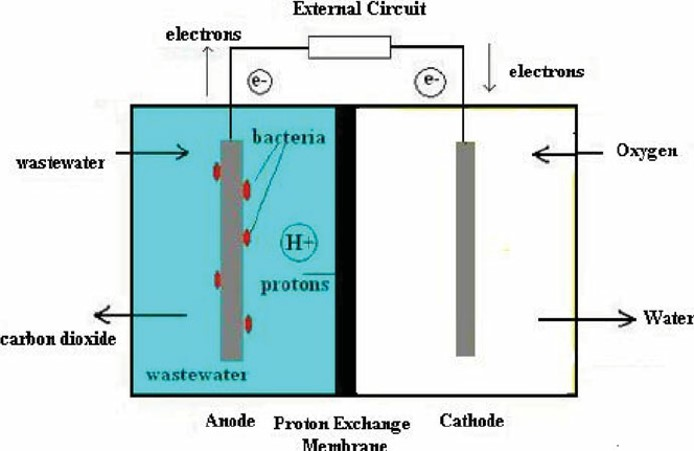 External Circuit
electrons
e-
e-
electrons
bacteria
wastewater
Oxygen
H+
protons
carbon dioxide
Water
wastewater
Anode
Proton Exchange
Membrane
Cathode